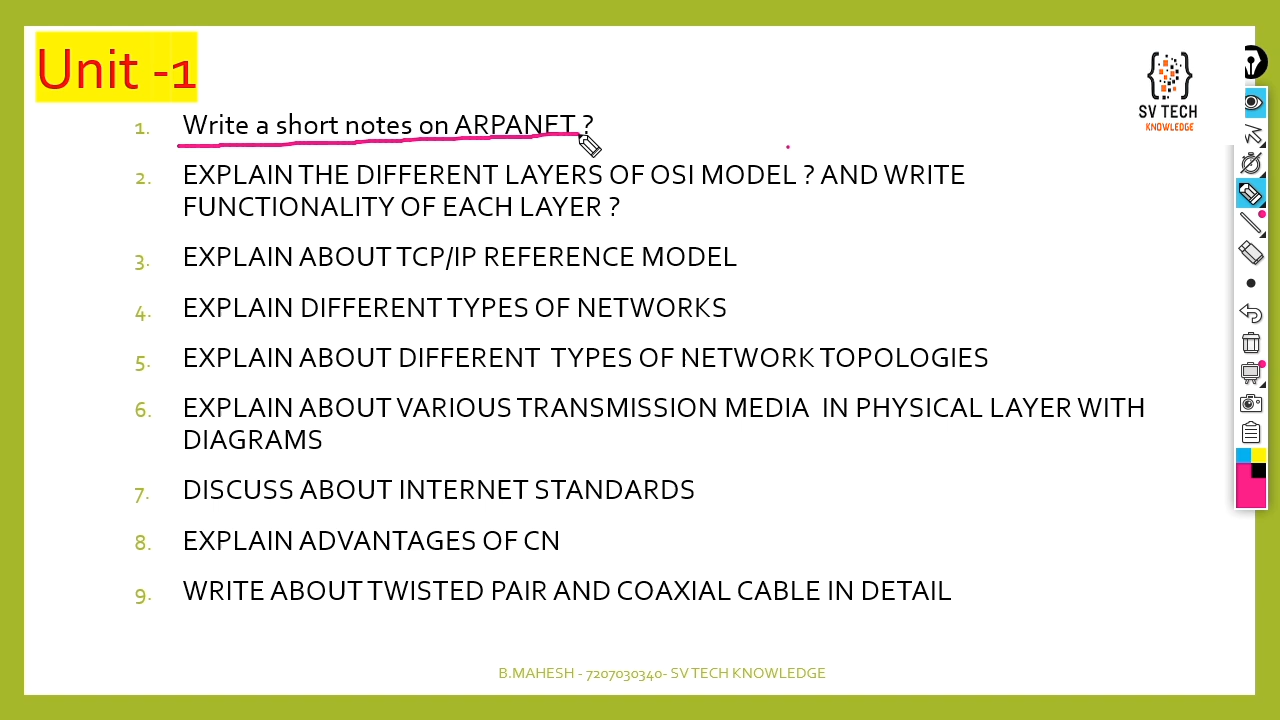 Unit -1
SV TECH
KNOWLEDGE
1. Write a short notes on ARPANET ?
2. EXPLAIN THE DIFFERENT LAYERS OF OSI MODEL ? AND WRITE
FUNCTIONALITY OF EACH LAYER ?
3. EXPLAIN ABOUT TCP/IP REFERENCE MODEL
4. EXPLAIN DIFFERENT TYPES OF NETWORKS
5. EXPLAIN ABOUT DIFFERENT TYPES OF NETWORK TOPOLOGIES
6. EXPLAIN ABOUT VARIOUS TRANSMISSION MEDIA IN PHYSICAL LAYER WITH
DIAGRAMS
7. DISCUSS ABOUT INTERNET STANDARDS
8. EXPLAIN ADVANTAGES OF CN
9. WRITE ABOUT TWISTED PAIR AND COAXIAL CABLE IN DETAIL
B.MAHESH - 7207030340- SV TECH KNOWLEDGE